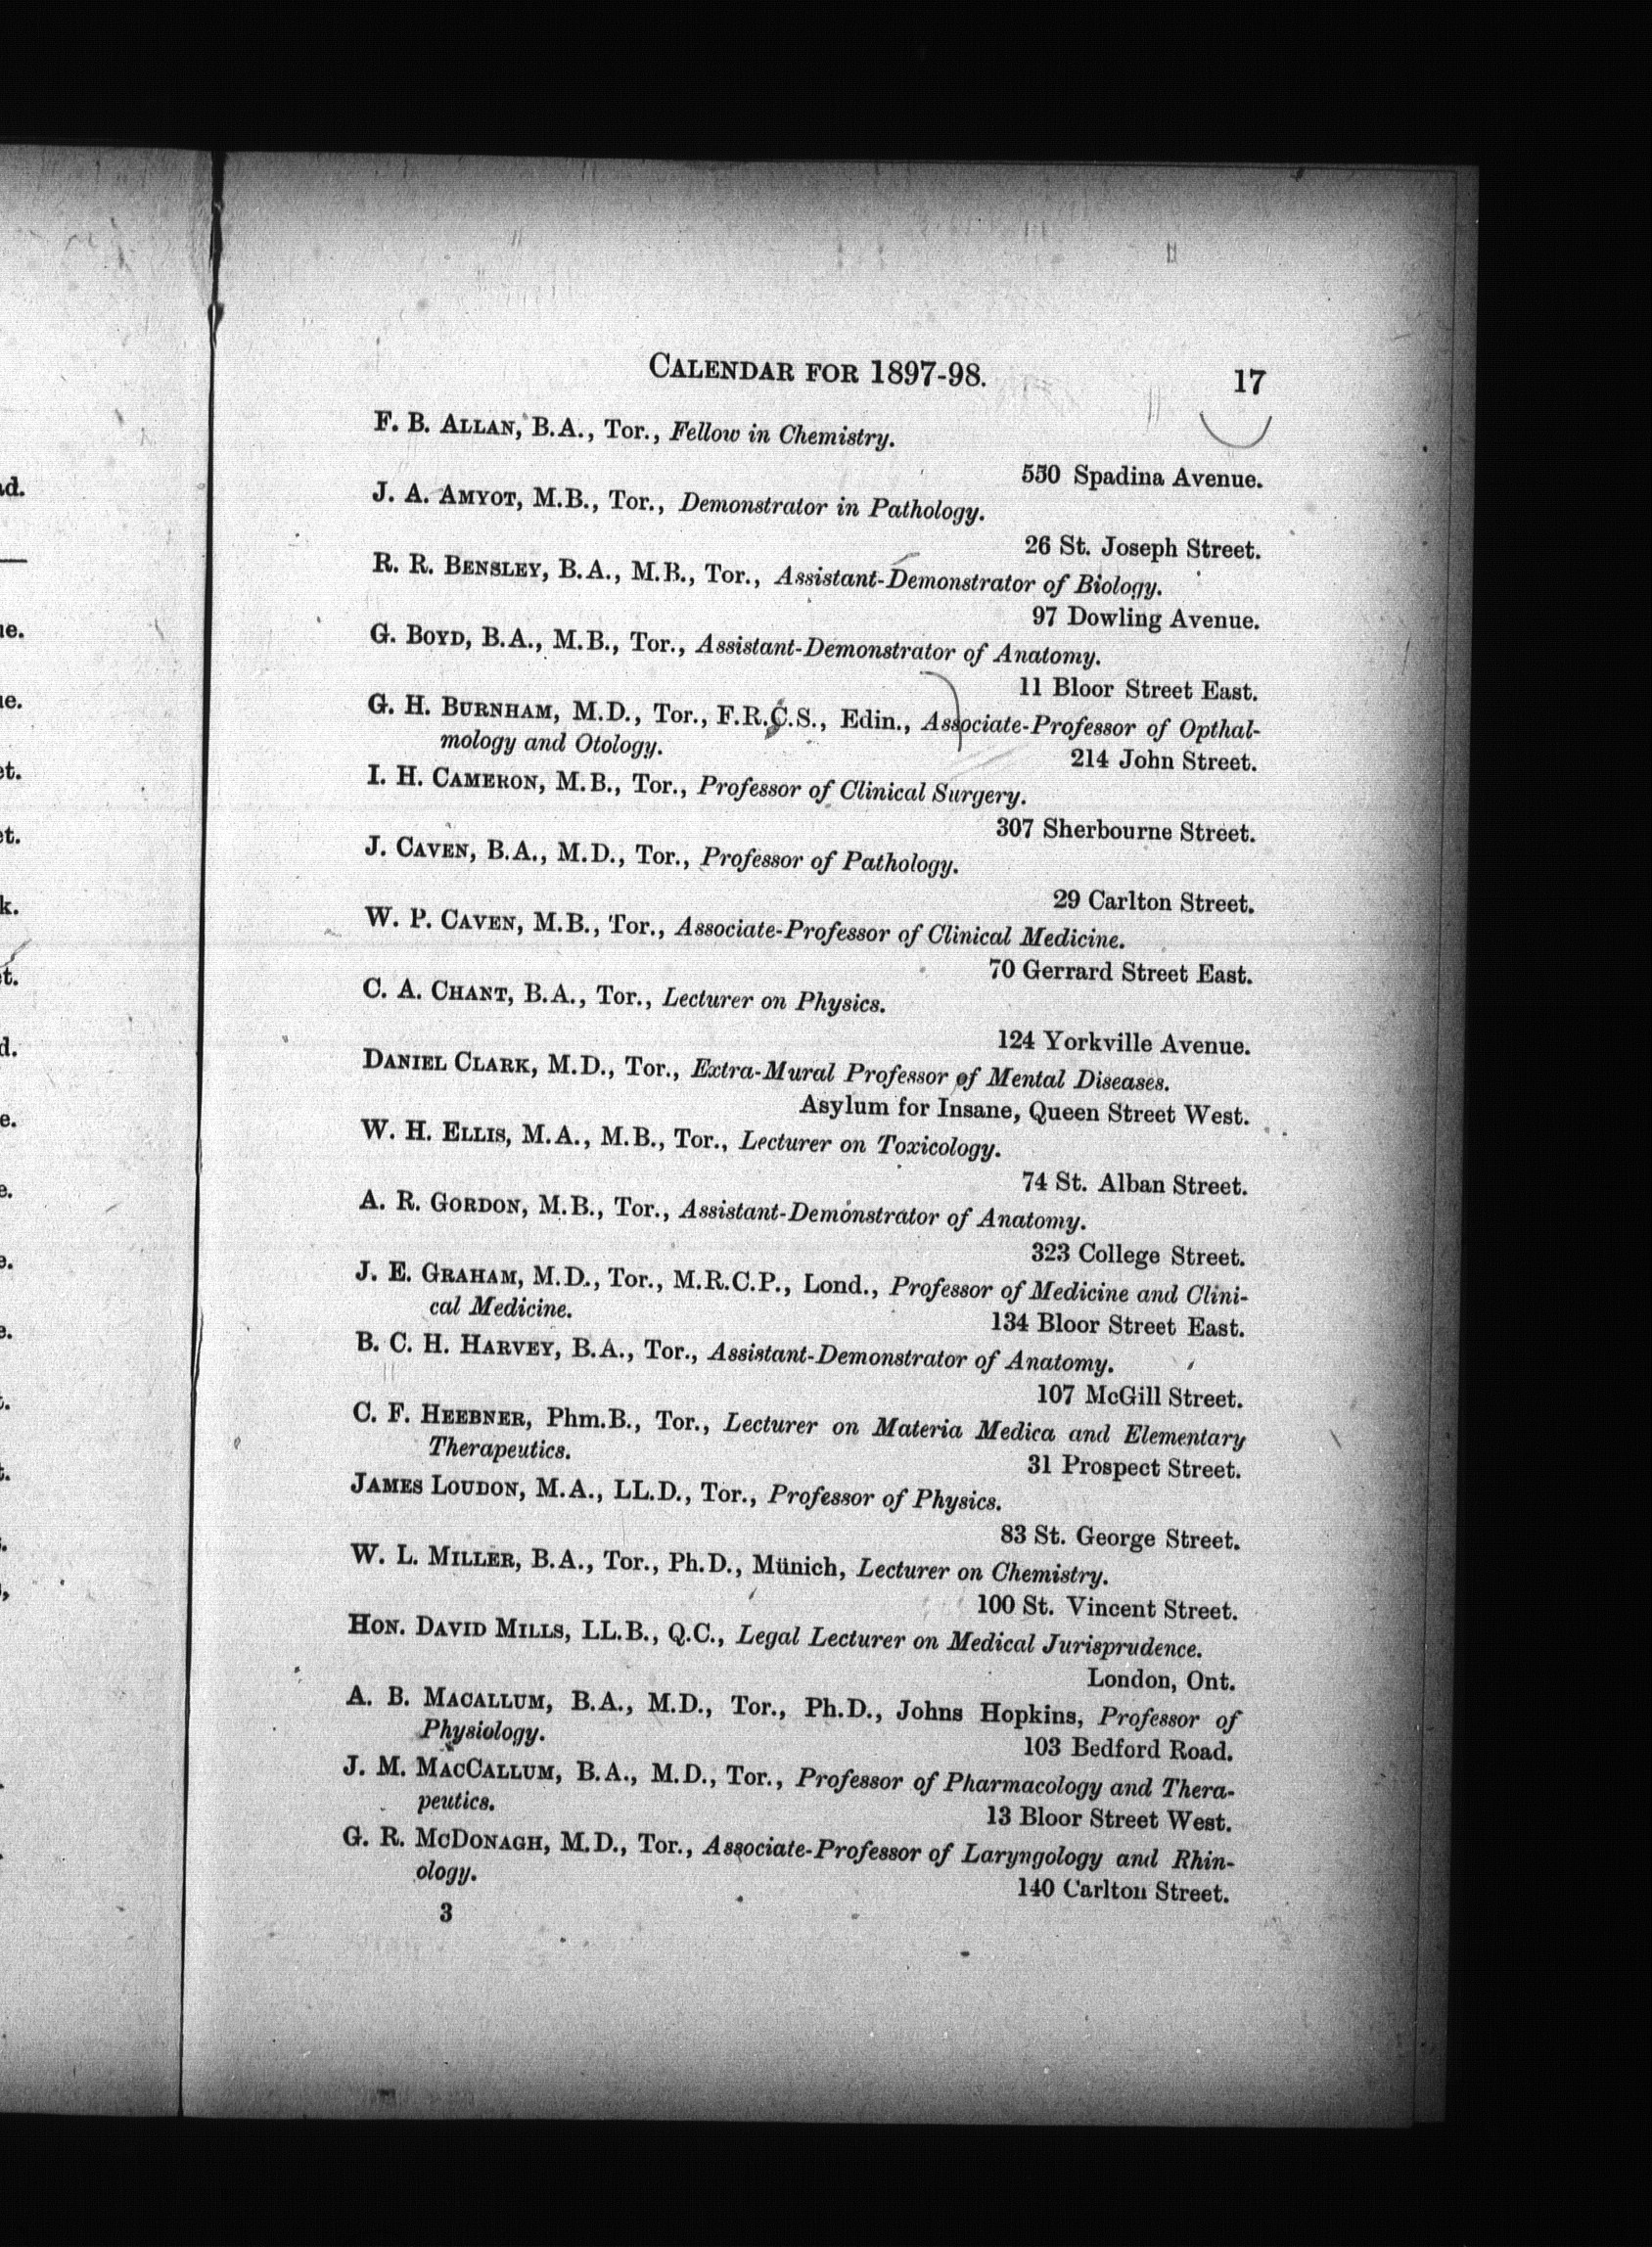 CALENDAR FOR 1897-98. 17
F. B. ALLAN, B.A., Tor., Fellow in Chemistry.
550 Spadina Avenue.
J. A. AMYOT, M.B., Tor., Demonstrator in Pathology.
26 St. Joseph Street.
R. R. BENSLEY, B.A., M.B., Tor., Assistant-Demonstrator of Biology.
97 Dowling Avenue.
G. BOYD, B.A., M.B., Tor., Assistant-Demonstrator of Anatomy.
11 Bloor Street East.
G. H. BURNHAM, M.D., Tor., F.R.C.S., Edin., Associate-Professor of Opthal-
mology and Otology. 214 John Street.
I. H. CAMERON, M.B., Tor., Professor of Clinical Surgery.
307 Sherbourne Street.
J. CAVEN, B.A., M.D., Tor., Professor of Pathology.
29 Carlton Street.
W. P. CAVEN, M.B., Tor., Associate-Professor of Clinical Medicine.
70 Gerrard Street East.
C. A. CHANT, B.A., Tor., Lecturer on Physics.
124 Yorkville Avenue.
DANIEL CLARK, M.D., Tor., Extra-Mural Professor of Mental Diseases.
Asylum for Insane, Queen Street West.
W. H. ELLIS, M.A., M.B., Tor., Lecturer on Toxicology.
74 St. Alban Street.
A. R. GORDON, M.B., Tor., Assistant-Demonstrator of Anatomy.
323 College Street.
J. E. GRAHAM, M.D., Tor., M.R.C.P., Lond., Professor of Medicine and Clini-
cal Medicine. 134 Bloor Street East.
B. C. H. HARVEY, B.A., Tor., Assistant-Demonstrator of Anatomy.
107 McGill Street.
C. F. HEEBNER, Phm.B., Tor., Lecturer on Materia Medica and Elementary
Therapeutics. 31 Prospect Street.
JAMES LOUDON, M.A., LL.D., Tor., Professor of Physics.
83 St. George Street.
W. L. MILLER, B.A., Tor., Ph.D., Münich, Lecturer on Chemistry.
100 St. Vincent Street.
HON. DAVID MILLS, LL.B., Q.C., Legal Lecturer on Medical Jurisprudence.
London, Ont.
A. B. MACALLUM, B.A., M.D., Tor., Ph.D., Johns Hopkins, Professor of
Physiology. 103 Bedford Road.
J. M. MACCALLUM, B.A., M.D., Tor., Professor of Pharmacology and Thera-
peutics. 13 Bloor Street West.
G. R. MCDONAGH, M.D., Tor., Associate-Professor of Laryngology and Rhin-
ology. 140 Carlton Street.
3